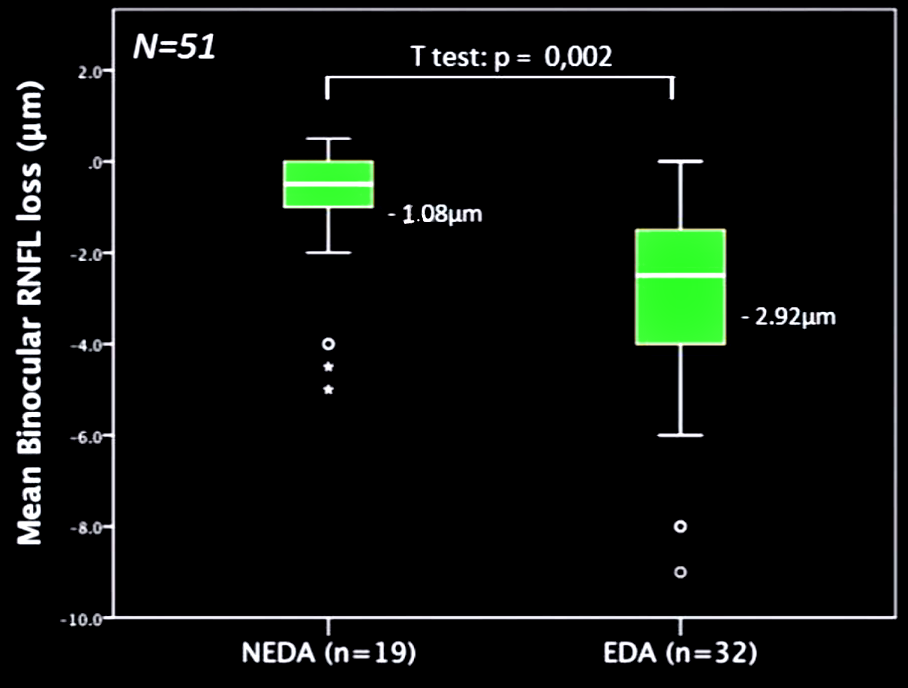 N=51
T test: p = 0,002
Mean Binocular RNFL loss (µm)
2.0
.0
-2.0
-4.0
-6.0
-8.0
-10.0
- 1.08µm
- 2.92µm
NEDA (n=19)
EDA (n=32)